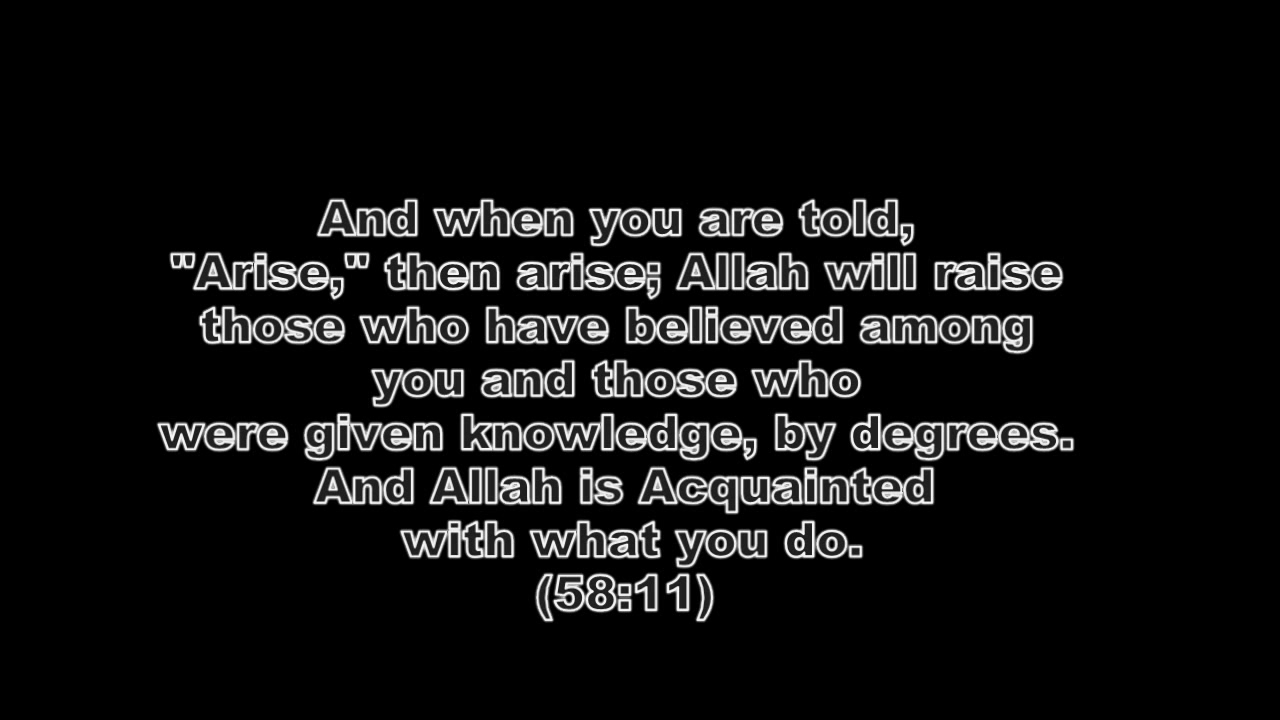 And when you are told,
"Arise," then arise; Allah will raise
those who have believed among
you and those who
were given knowledge, by degrees.
And Allah is Acquainted
with what you do.
(58:11)